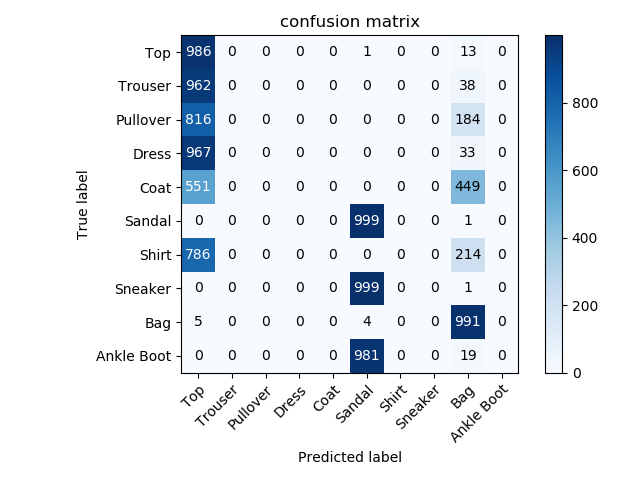 confusion matrix
True label
Top 986 0 0 0 0 1 0 0 13 0
Trouser 962 0 0 0 0 0 0 0 38 0
Pullover 816 0 0 0 0 0 0 0 184 0
Dress 967 0 0 0 0 0 0 0 33 0
Coat 551 0 0 0 0 0 0 0 449 0
Sandal 0 0 0 0 0 999 0 0 1 0
Shirt 786 0 0 0 0 0 0 0 214 0
Sneaker 0 0 0 0 0 999 0 0 1 0
Bag 5 0 0 0 0 4 0 0 991 0
Ankle Boot 0 0 0 0 0 981 0 0 19 0
Top Trouser Pullover Dress Coat Sandal Shirt Sneaker Bag Ankle Boot
Predicted label
800
600
400
200
0